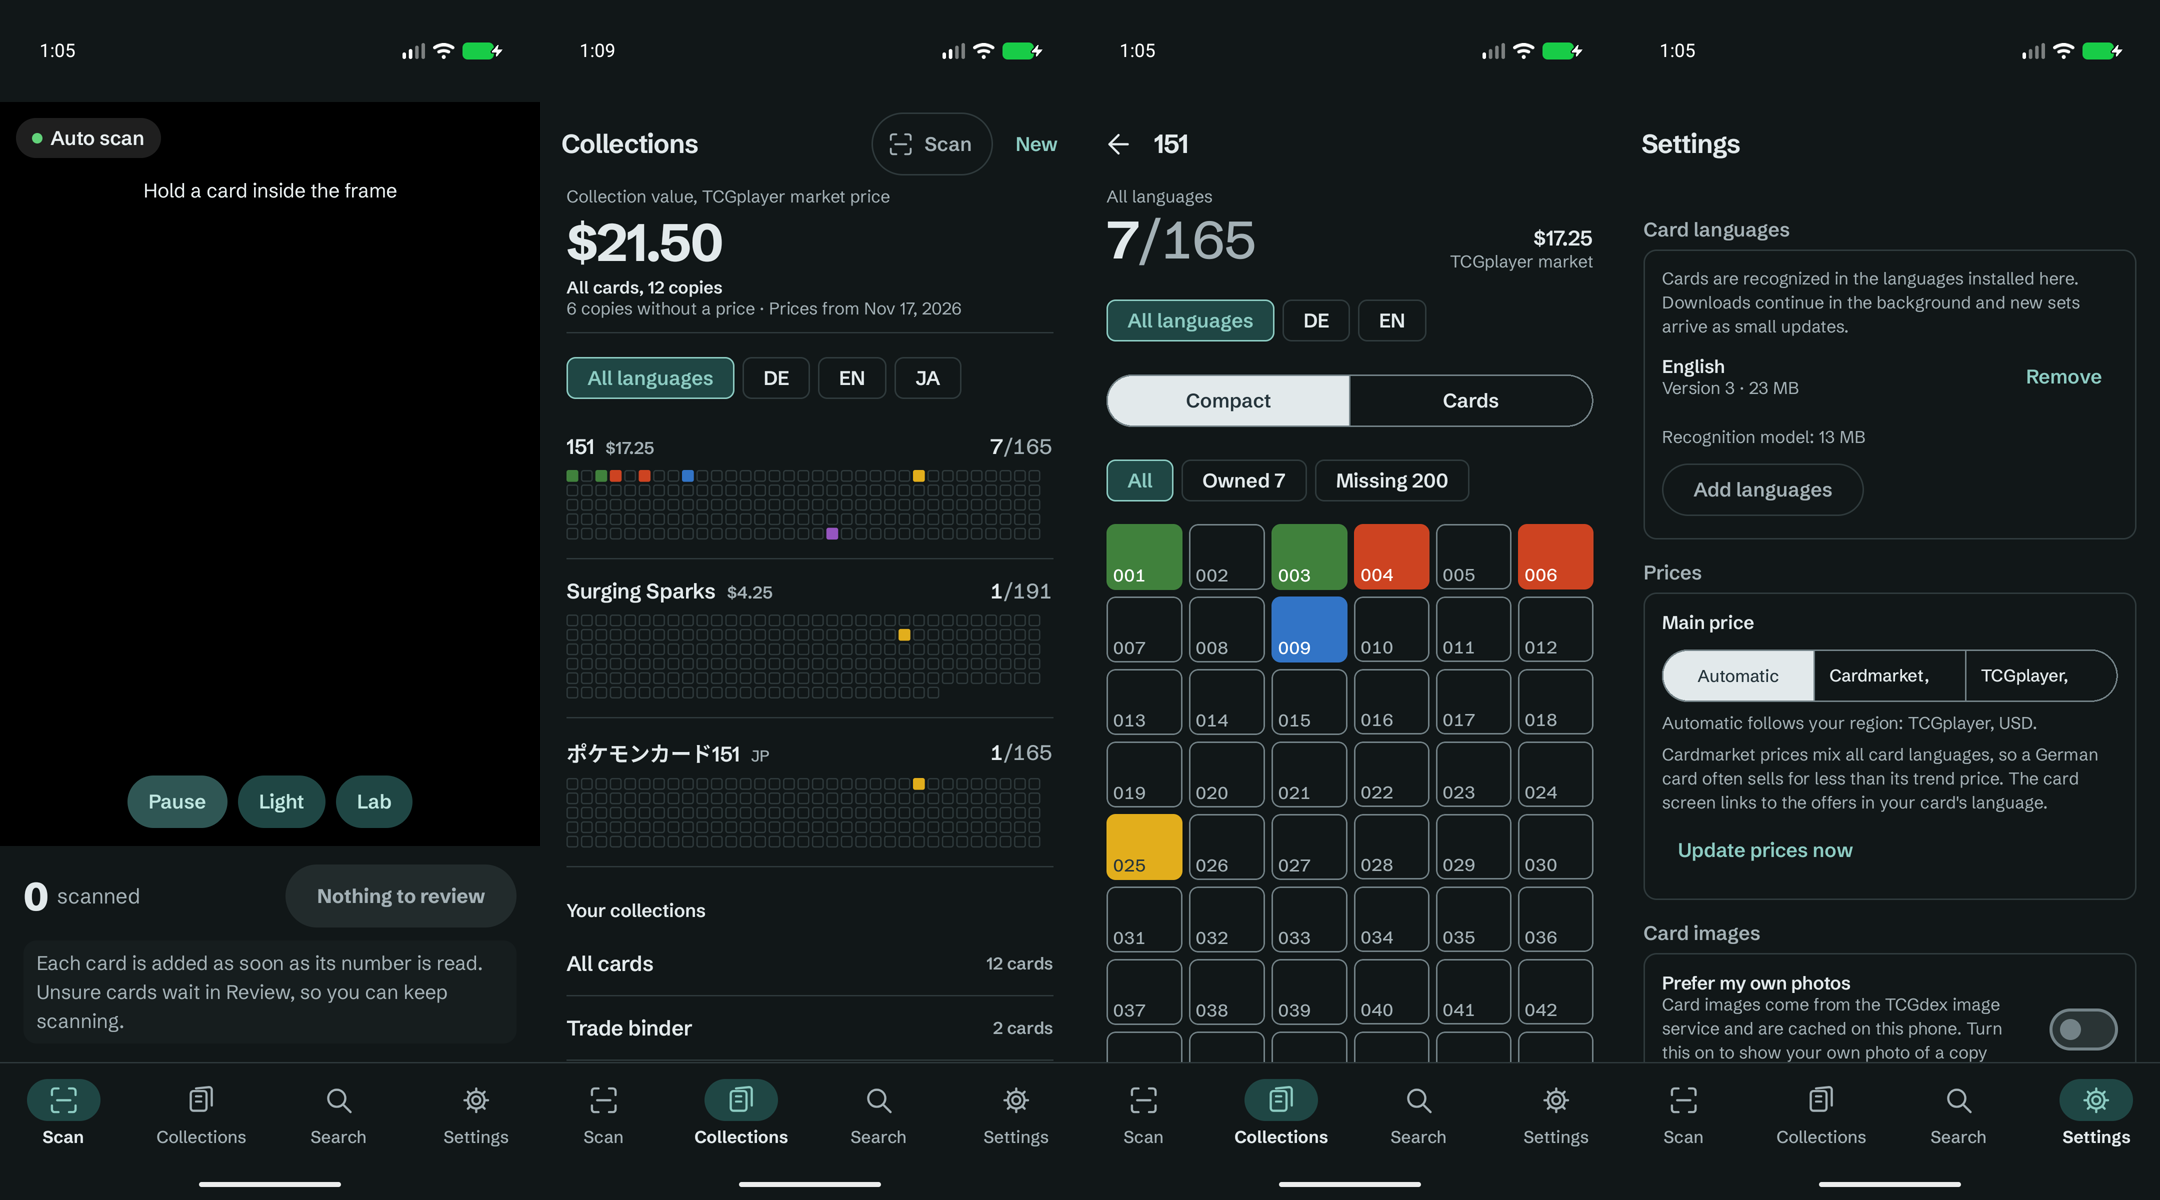 1:05
Auto scan
Hold a card inside the frame
Pause
Light
Lab
0 scanned
Nothing to review
Each card is added as soon as its number is read.
Unsure cards wait in Review, so you can keep
scanning.
Scan
Collections
Search
Settings
1:09
Collections
Scan
New
Collection value, TCGplayer market price
$21.50
All cards, 12 copies
6 copies without a price · Prices from Nov 17, 2026
All languages
DE
EN
JA
151 $17.25 7/165
Surging Sparks $4.25 1/191
ポケモンカード151 JP 1/165
Your collections
All cards 12 cards
Trade binder 2 cards
Scan
Collections
Search
Settings
1:05
151
All languages
7/165
$17.25
TCGplayer market
All languages
DE
EN
Compact
Cards
All
Owned 7
Missing 200
001 002 003 004 005 006
007 008 009 010 011 012
013 014 015 016 017 018
019 020 021 022 023 024
025 026 027 028 029 030
031 032 033 034 035 036
037 038 039 040 041 042
Scan
Collections
Search
Settings
1:05
Settings
Card languages
Cards are recognized in the languages installed here.
Downloads continue in the background and new sets
arrive as small updates.
English
Version 3 · 23 MB
Remove
Recognition model: 13 MB
Add languages
Prices
Main price
Automatic
Cardmarket,
TCGplayer,
Automatic follows your region: TCGplayer, USD.
Cardmarket prices mix all card languages, so a German
card often sells for less than its trend price. The card
screen links to the offers in your card's language.
Update prices now
Card images
Prefer my own photos
Card images come from the TCGdex image
service and are cached on this phone. Turn
this on to show your own photo of a copy
Scan
Collections
Search
Settings